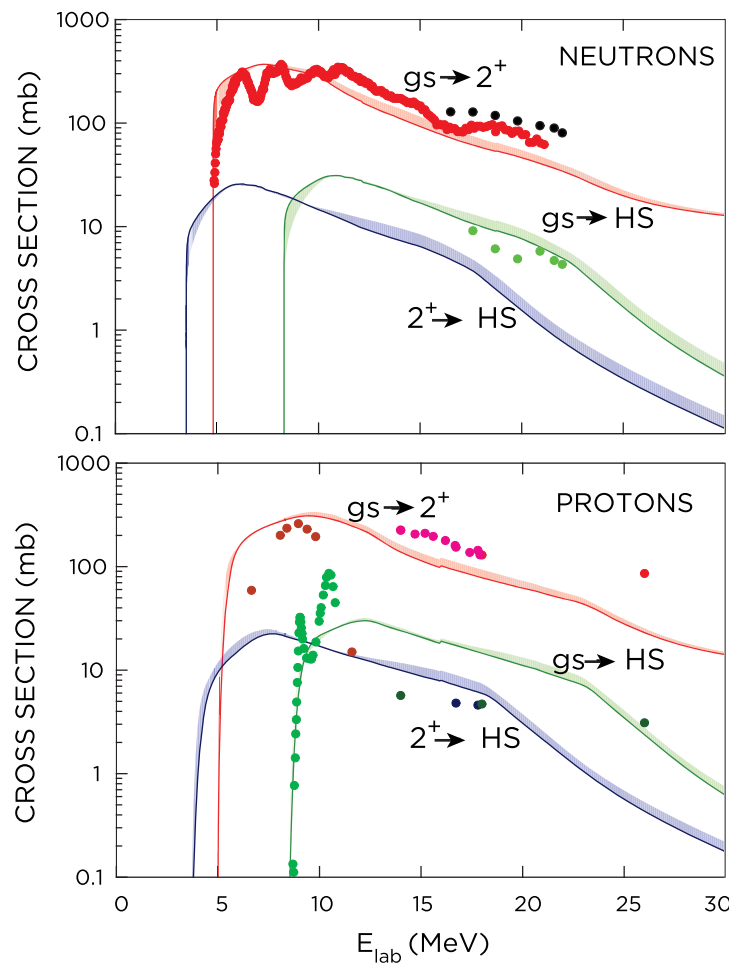 1000
NEUTRONS
gs→2⁺
100
CROSS SECTION (mb)
gs→HS
10
2⁺→ HS
1
0.1
1000
PROTONS
gs→2⁺
100
CROSS SECTION (mb)
gs→HS
10
2⁺→ HS
1
0.1
0 5 10 15 20 25 30
E_lab (MeV)